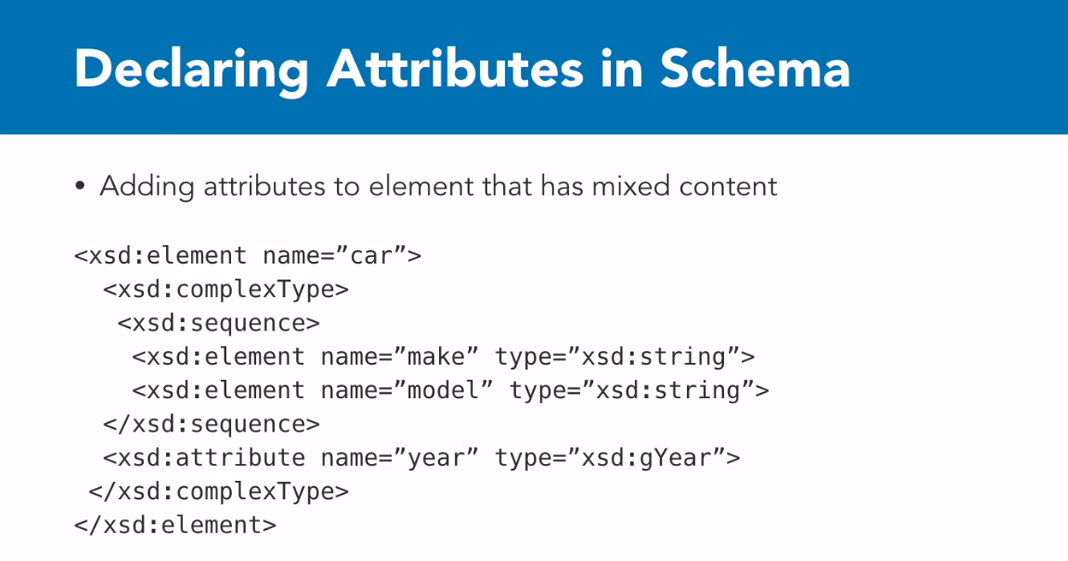 Declaring Attributes in Schema
• Adding attributes to element that has mixed content
<xsd:element name=”car”>
  <xsd:complexType>
   <xsd:sequence>
    <xsd:element name=”make” type=”xsd:string”>
    <xsd:element name=”model” type=”xsd:string”>
  </xsd:sequence>
  <xsd:attribute name=”year” type=”xsd:gYear”>
 </xsd:complexType>
</xsd:element>